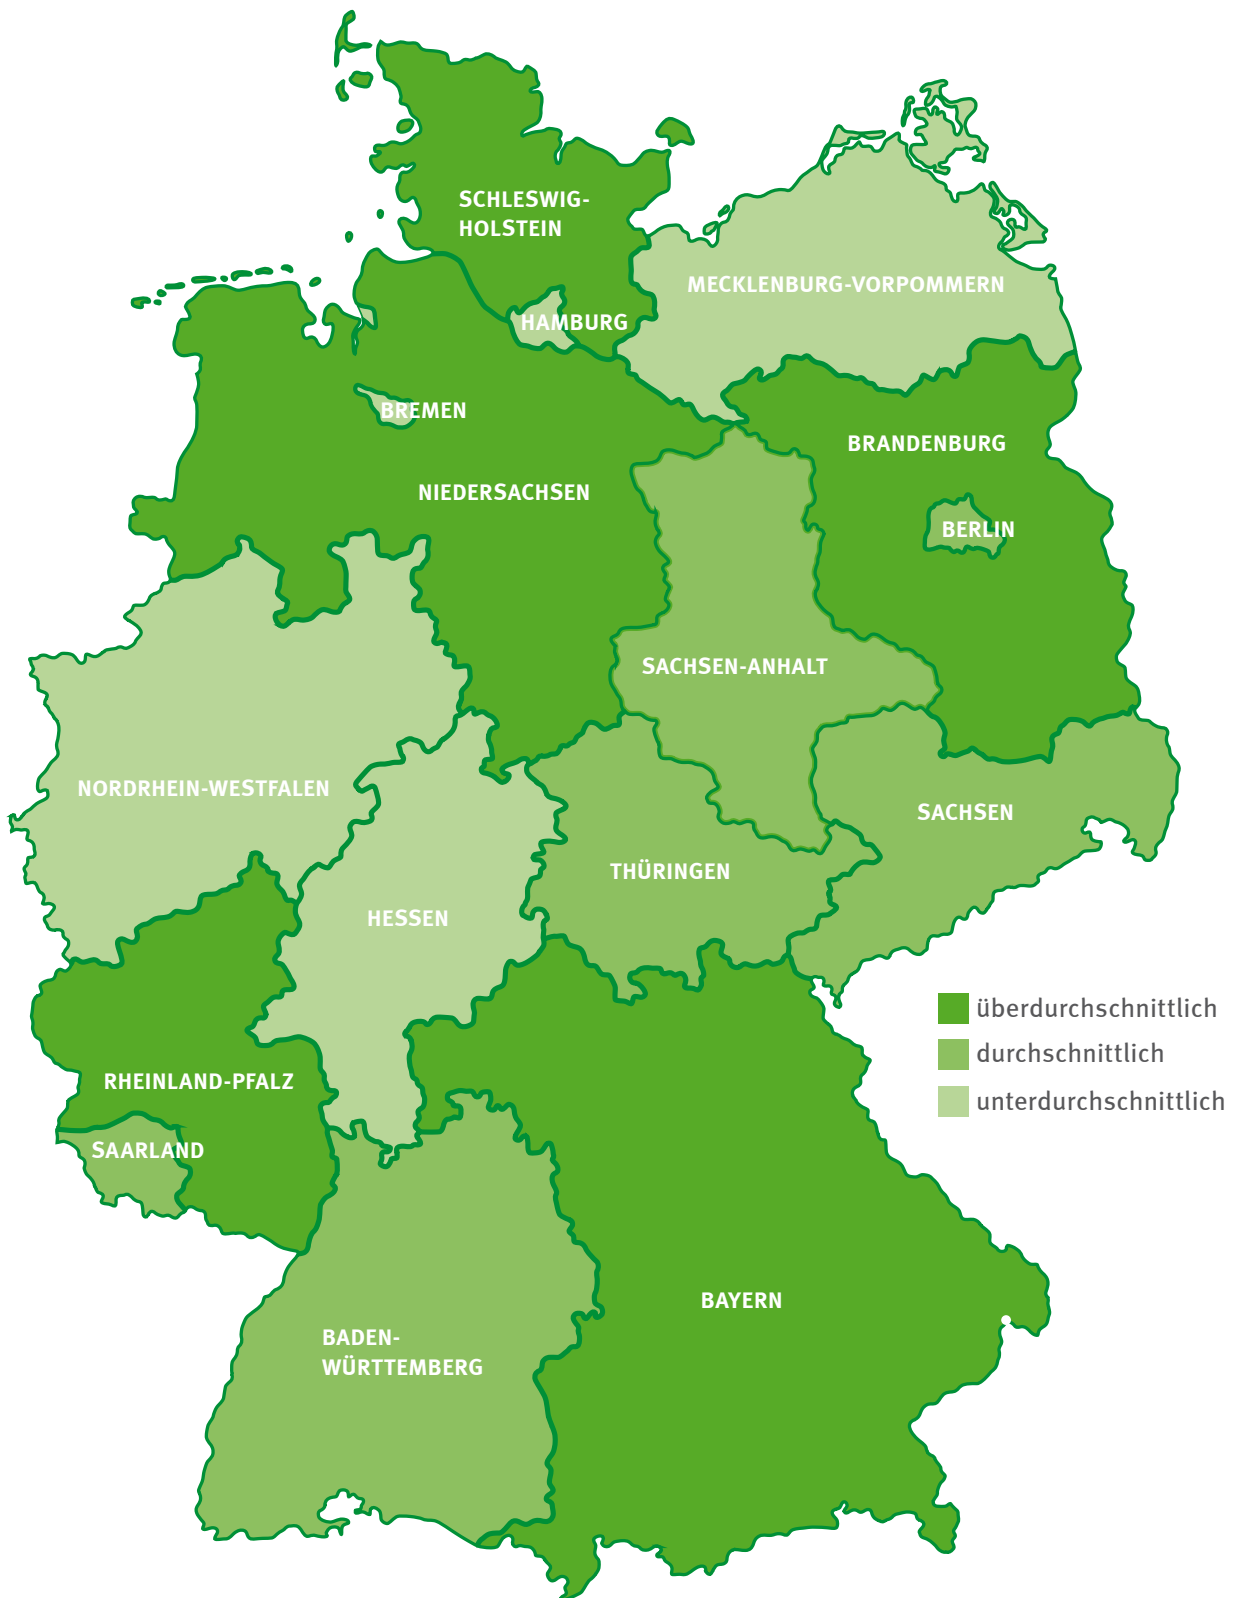 SCHLESWIG-
HOLSTEIN
MECKLENBURG-VORPOMMERN
HAMBURG
BREMEN
BRANDENBURG
NIEDERSACHSEN
BERLIN
SACHSEN-ANHALT
NORDRHEIN-WESTFALEN
SACHSEN
THÜRINGEN
HESSEN
überdurchschnittlich
durchschnittlich
unterdurchschnittlich
RHEINLAND-PFALZ
SAARLAND
BAYERN
BADEN-
WÜRTTEMBERG